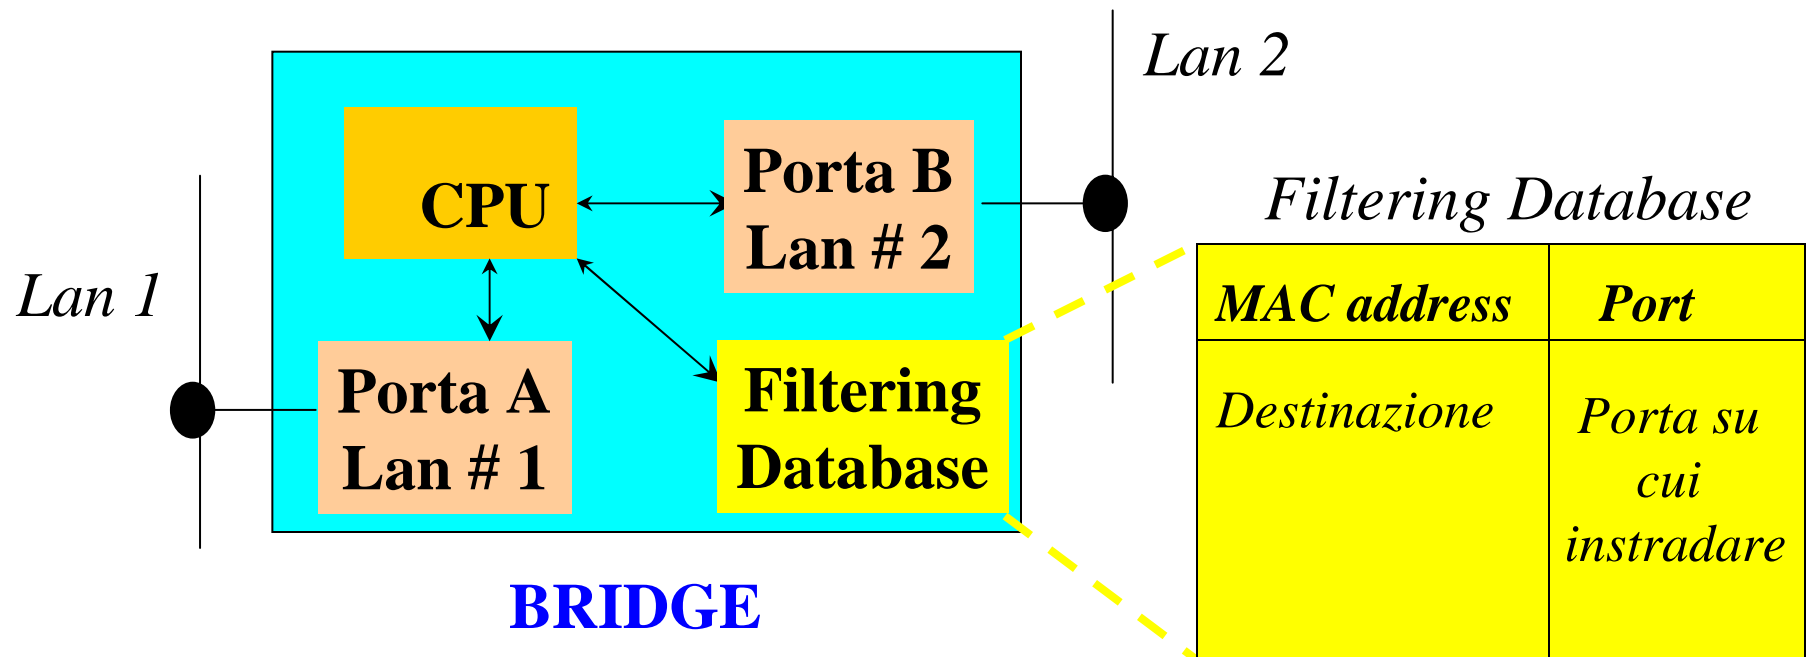 Lan 2
CPU
Porta B
Lan # 2
Lan 1
Porta A
Lan # 1
Filtering
Database
BRIDGE
Filtering Database
MAC address
Port
Destinazione
Porta su
cui
instradare